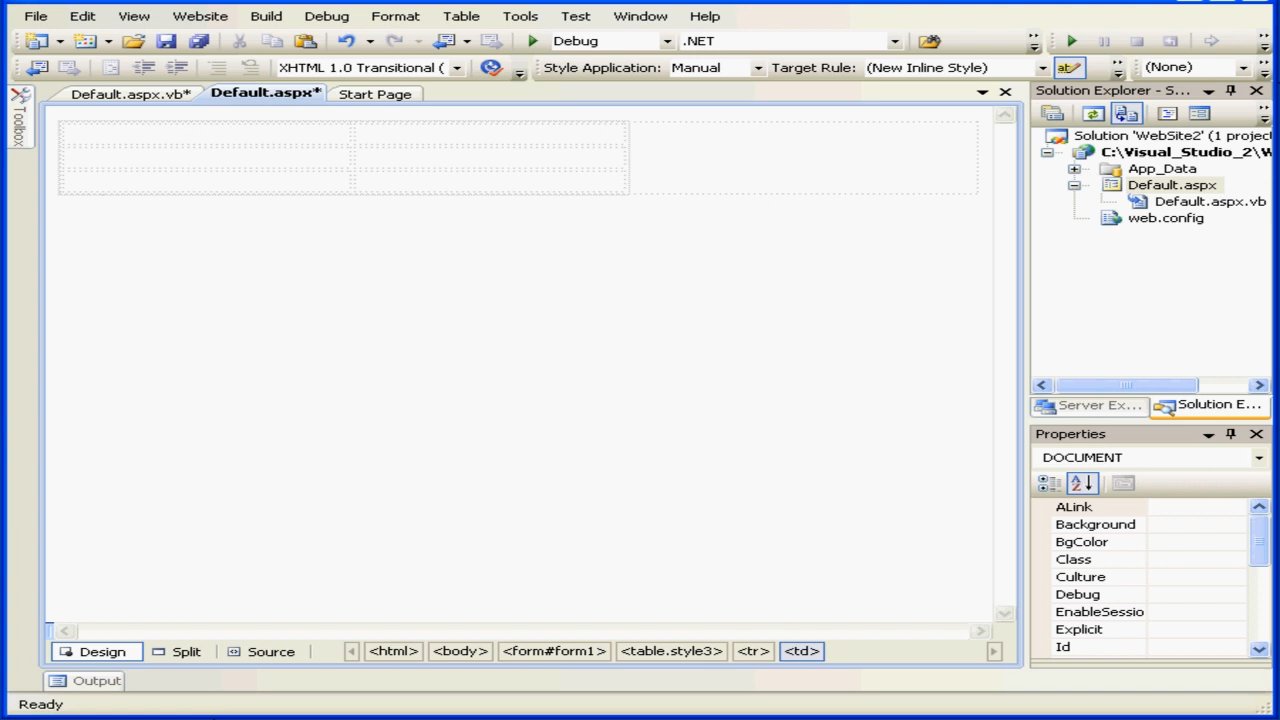 File Edit View Website Build Debug Format Table Tools Test Window Help
Debug .NET
XHTML 1.0 Transitional ( Style Application: Manual Target Rule: (New Inline Style) ab (None)
Toolbox
Default.aspx.vb* Default.aspx* Start Page
Solution Explorer - S...
Solution 'WebSite2' (1 project
C:\Visual_Studio_2\W
App_Data
Default.aspx
Default.aspx.vb
web.config
Server Ex... Solution E...
Properties
DOCUMENT
A Z
ALink
Background
BgColor
Class
Culture
Debug
EnableSessio
Explicit
Id
Design Split Source <html> <body> <form#form1> <table.style3> <tr> <td>
Output
Ready